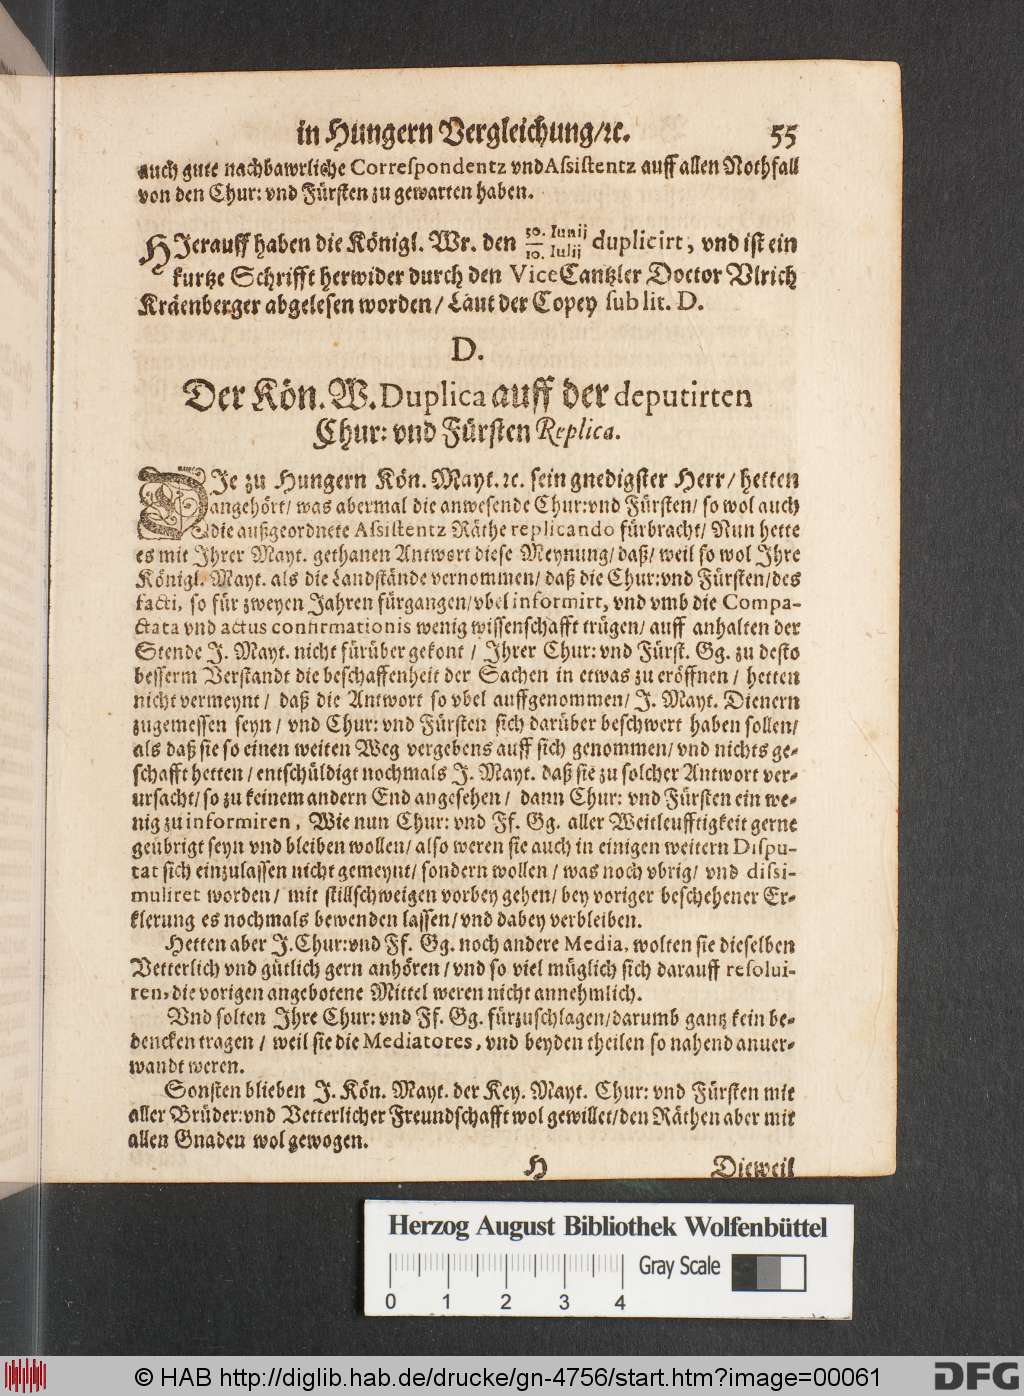 in Hungern Vergleichung/ꝛc. 55
auch gute nachbawrliche Correſpondentz vnd Aſsiſtentz auff allen Nothfall
von den Chur: vnd Fürſten zu gewarten haben.
HJerauff haben die Königl. Wr. den 30. Iunij / 10. Iulij duplicirt, vnd iſt ein
kurtze Schrifft herwider durch den ViceCantzler Doctor Vlrich
Kräenberger abgeleſen worden/ Laut der Copey ſub lit. D.
D.
Der Kön. W. Duplica auff der deputirten
Chur: vnd Fürſten Replica.
DJe zu Hungern Kön. Mayt. ꝛc. ſein gnedigſter Herr/ hetten
angehört/ was abermal die anweſende Chur: vnd Fürſten/ ſo wol auch
die außgeordnete Aſsiſtentz Räthe replicando fürbracht/ Nun hette
es mit Jhrer Mayt. gethanen Antwort dieſe Meynung/ daß/ weil ſo wol Jhre
Königl. Mayt. als die Landſtände vernommen/ daß die Chur: vnd Fürſten/ des
facti, ſo für zweyen Jahren fürgangen/ vbel informirt, vnd vmb die Compa-
ctata vnd actus confirmationis wenig wiſſenſchafft trügen/ auff anhalten der
Stende J. Mayt. nicht fürüber gekont / Jhrer Chur: vnd Fürſt. Gg. zu deſto
beſſerm Verſtandt die beſchaffenheit der Sachen in etwas zu eröffnen / hetten
nicht vermeynt / daß die Antwort ſo vbel auffgenommen/ J. Mayt. Dienern
zugemeſſen ſeyn / vnd Chur: vnd Fürſten ſich darüber beſchwert haben ſollen/
als daß ſie ſo einen weiten Weg vergebens auff ſich genommen/ vnd nichts ge-
ſchafft hetten / entſchüldigt nochmals J. Mayt. daß ſie zu ſolcher Antwort ver-
urſacht/ ſo zu keinem andern End angeſehen / dann Chur: vnd Fürſten ein we-
nig zu informiren, Wie nun Chur: vnd Ff. Gg. aller Weitleufftigkeit gerne
geübrigt ſeyn vnd bleiben wollen/ alſo weren ſie auch in einigen weitern Diſpu-
tat ſich einzulaſſen nicht gemeynt/ ſondern wollen / was noch vbrig/ vnd diſsi-
muliret worden / mit ſtillſchweigen vorbey gehen/ bey voriger beſchehener Er-
klerung es nochmals bewenden laſſen/ vnd dabey verbleiben.
Hetten aber J. Chur: vnd Ff. Gg. noch andere Media, wolten ſie dieſelben
Vetterlich vnd gütlich gern anhören / vnd ſo viel müglich ſich darauff reſolui-
ren, die vorigen angebotene Mittel weren nicht annehmlich.
Vnd ſolten Jhre Chur: vnd Ff. Gg. fürzuſchlagen/ darumb gantz kein be-
dencken tragen / weil ſie die Mediatores, vnd beyden theilen ſo nahend anuer-
wandt weren.
Sonſten blieben J. Kön. Mayt. der Key. Mayt. Chur: vnd Fürſten mit
aller Brüder: vnd Vetterlicher Freundſchafft wol gewillet/ den Räthen aber mit
allen Gnaden wol gewogen.
H Dieweil
Herzog August Bibliothek Wolfenbüttel
Gray Scale
0 1 2 3 4
© HAB http://diglib.hab.de/drucke/gn-4756/start.htm?image=00061
DFG